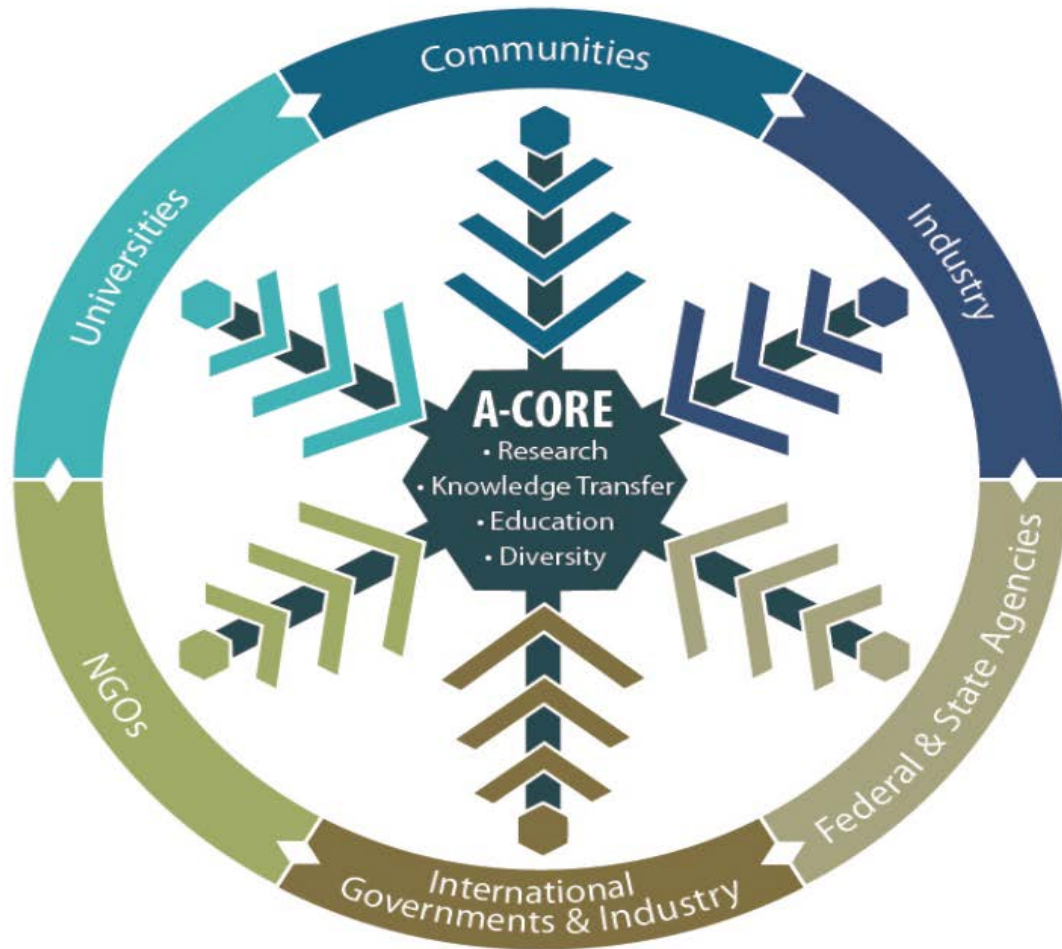 Communities
Universities
Industry
A-CORE
• Research
• Knowledge Transfer
• Education
• Diversity
NGOs
Federal & State Agencies
International
Governments & Industry